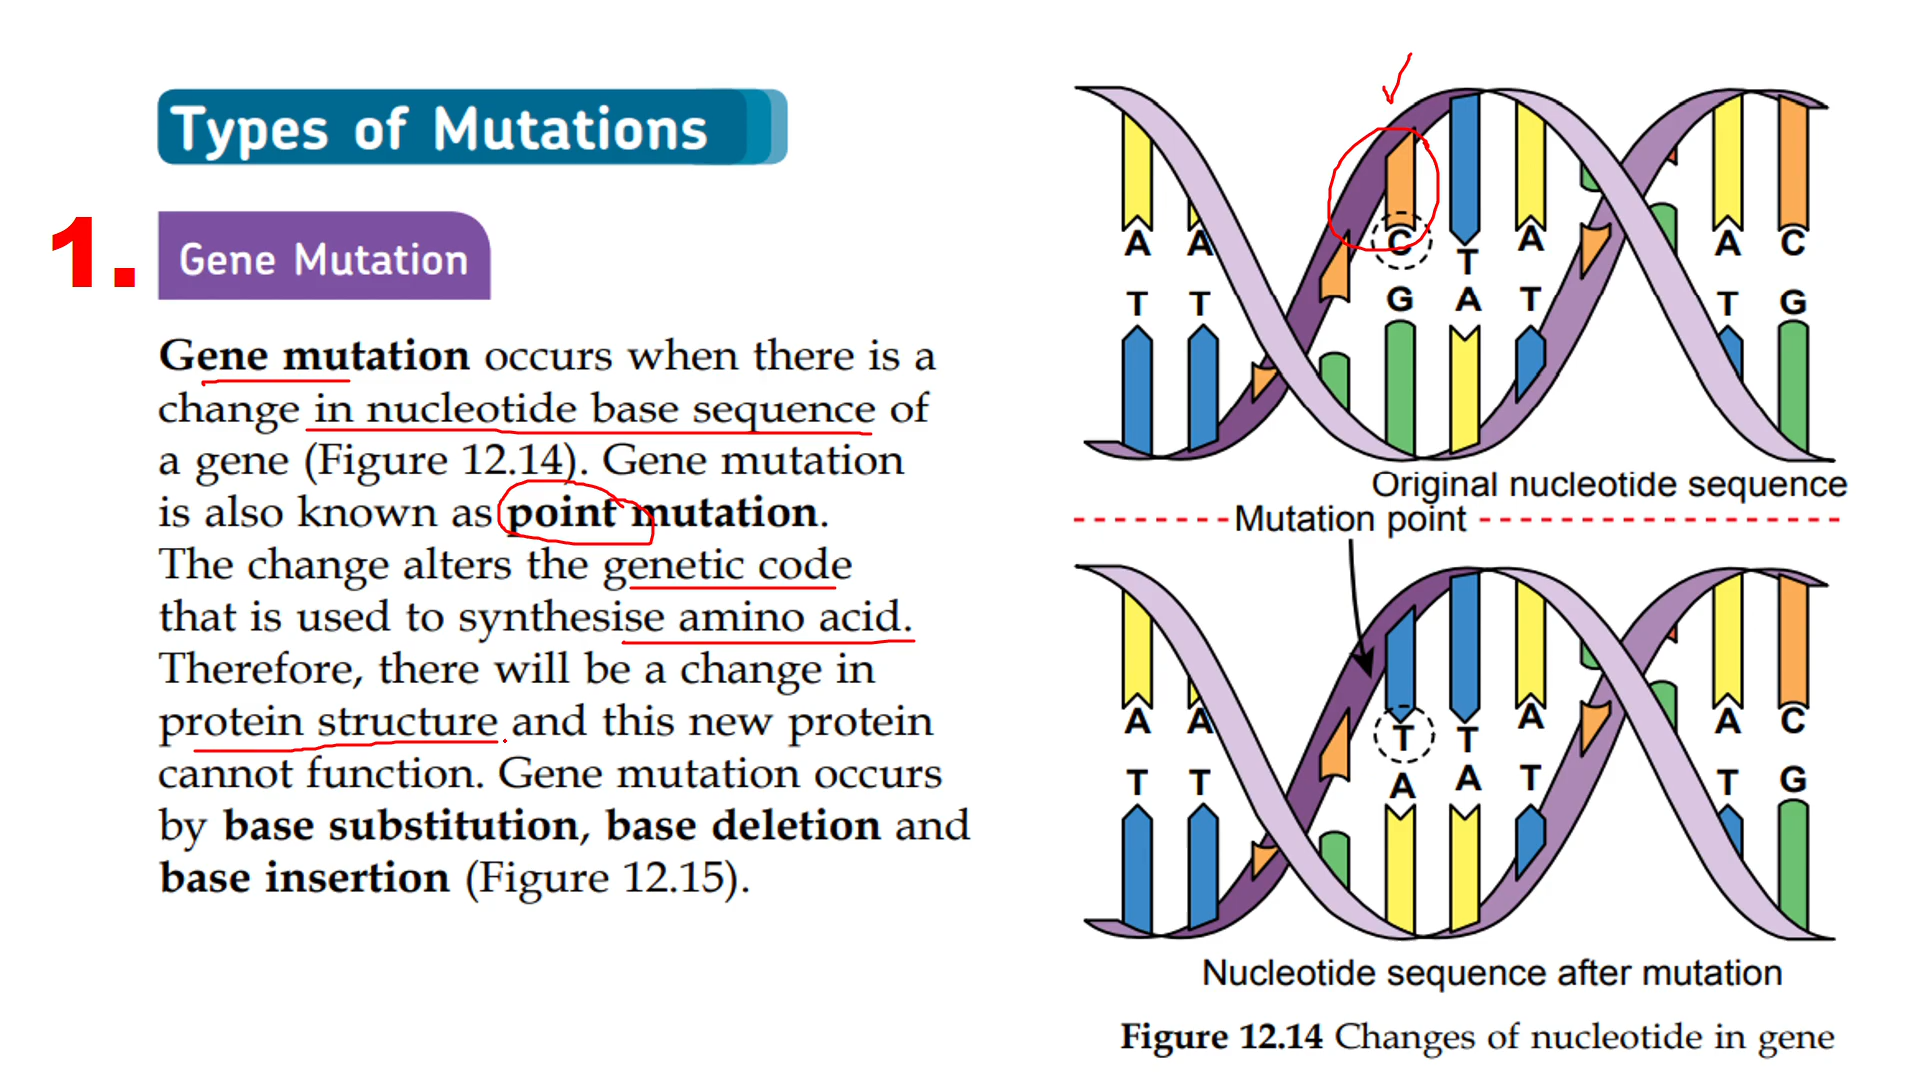 Types of Mutations
1.
Gene Mutation
Gene mutation occurs when there is a
change in nucleotide base sequence of
a gene (Figure 12.14). Gene mutation
is also known as point mutation.
The change alters the genetic code
that is used to synthesise amino acid.
Therefore, there will be a change in
protein structure and this new protein
cannot function. Gene mutation occurs
by base substitution, base deletion and
base insertion (Figure 12.15).
A A C T A A C
T T G A T T G
Original nucleotide sequence
Mutation point
A A T T A A C
T T A A T T G
Nucleotide sequence after mutation
Figure 12.14 Changes of nucleotide in gene